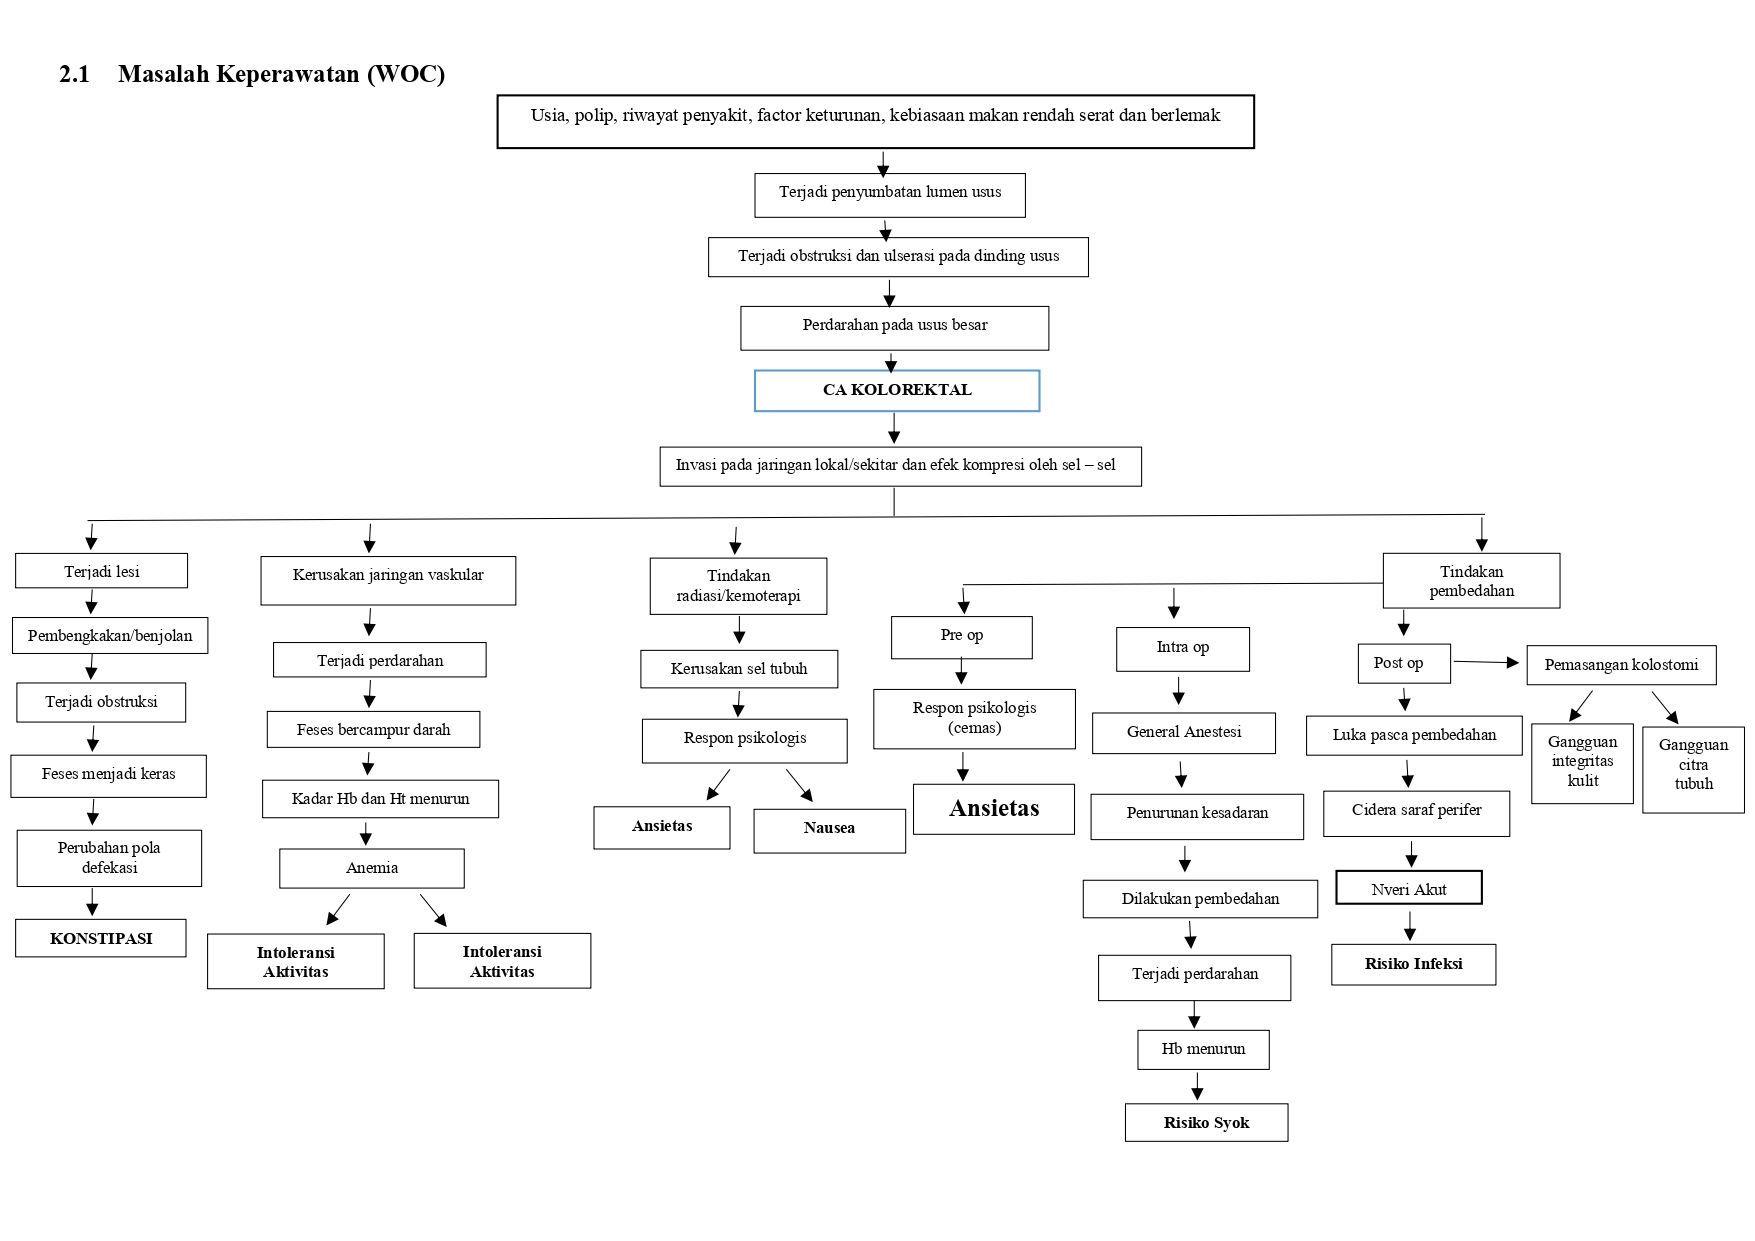 2.1 Masalah Keperawatan (WOC)
Usia, polip, riwayat penyakit, factor keturunan, kebiasaan makan rendah serat dan berlemak
Terjadi penyumbatan lumen usus
Terjadi obstruksi dan ulserasi pada dinding usus
Perdarahan pada usus besar
CA KOLOREKTAL
Invasi pada jaringan lokal/sekitar dan efek kompresi oleh sel – sel
Terjadi lesi
Pembengkakan/benjolan
Terjadi obstruksi
Feses menjadi keras
Perubahan pola
defekasi
KONSTIPASI
Kerusakan jaringan vaskular
Terjadi perdarahan
Feses bercampur darah
Kadar Hb dan Ht menurun
Anemia
Intoleransi
Aktivitas
Intoleransi
Aktivitas
Tindakan
radiasi/kemoterapi
Kerusakan sel tubuh
Respon psikologis
Ansietas
Nausea
Tindakan
pembedahan
Pre op
Respon psikologis
(cemas)
Ansietas
Intra op
General Anestesi
Penurunan kesadaran
Dilakukan pembedahan
Terjadi perdarahan
Hb menurun
Risiko Syok
Post op
Luka pasca pembedahan
Cidera saraf perifer
Nveri Akut
Risiko Infeksi
Pemasangan kolostomi
Gangguan
integritas
kulit
Gangguan
citra
tubuh